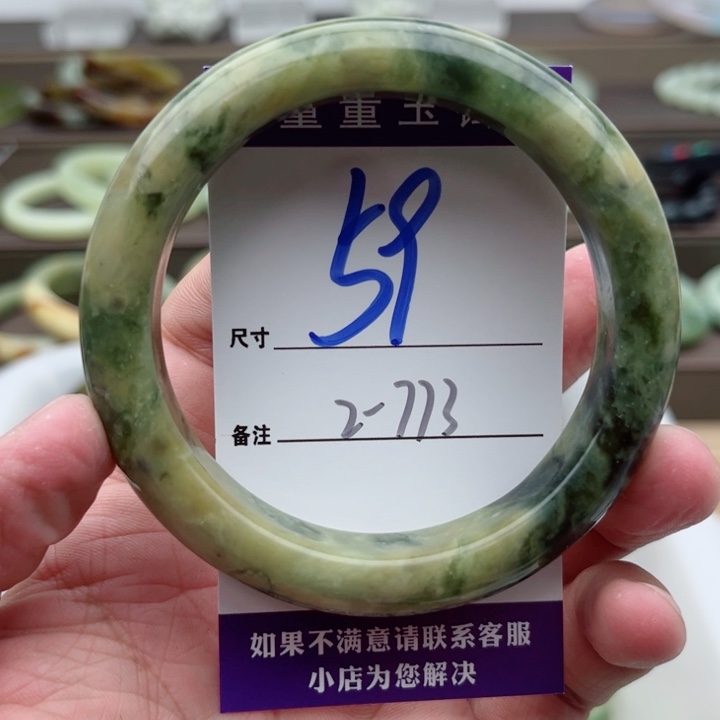 童重玉
59
尺寸
2-773
备注
如果不满意请联系客服
小店为您解决